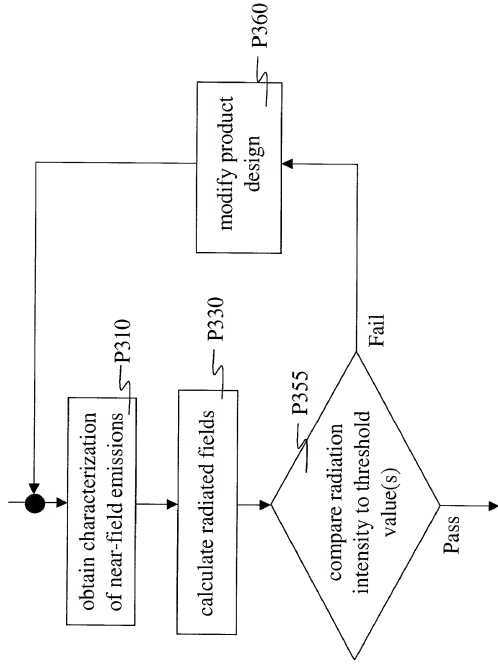 obtain characterization
of near-field emissions
P310
calculate radiated fields
P330
compare radiation
intensity to threshold
value(s)
P355
Fail
Pass
modify product
design
P360